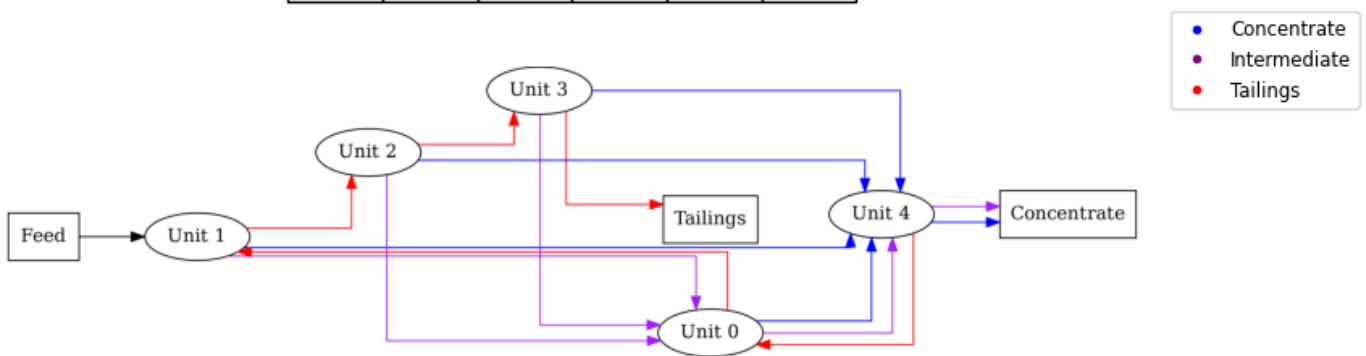 Concentrate
Intermediate
Tailings
Unit 3
Unit 2
Unit 4
Concentrate
Tailings
Feed
Unit 1
Unit 0